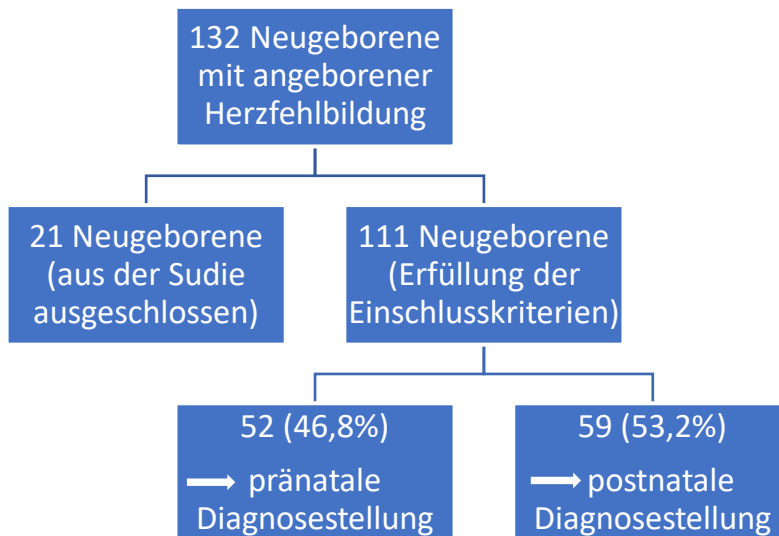 132 Neugeborene
mit angeborener
Herzfehlbildung
21 Neugeborene
(aus der Sudie
ausgeschlossen)
111 Neugeborene
(Erfüllung der
Einschlusskriterien)
52 (46,8%)
pränatale
Diagnosestellung
59 (53,2%)
postnatale
Diagnosestellung